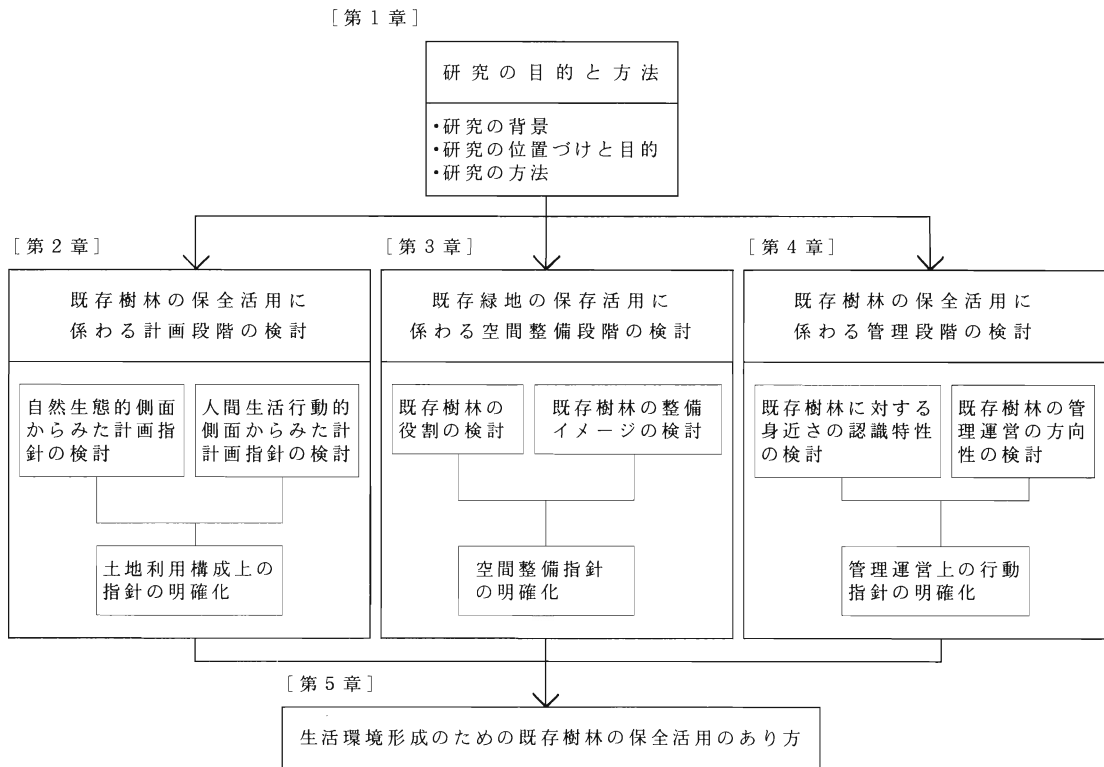 [第1章]
研究の目的と方法
・研究の背景
・研究の位置づけと目的
・研究の方法
[第2章]
既存樹林の保全活用に
係わる計画段階の検討
自然生態的側面
からみた計画指
針の検討
人間生活行動的
側面からみた計
計画指針の検討
土地利用構成上の
指針の明確化
[第3章]
既存緑地の保存活用に
係わる空間整備段階の検討
既存樹林の
役割の検討
既存樹林の整備
イメージの検討
空間整備指針
の明確化
[第4章]
既存樹林の保全活用に
係わる管理段階の検討
既存樹林に対する
身近さの認識特性
の検討
既存樹林の管
理運営の方向
性の検討
管理運営上の行動
指針の明確化
[第5章]
生活環境形成のための既存樹林の保全活用のあり方